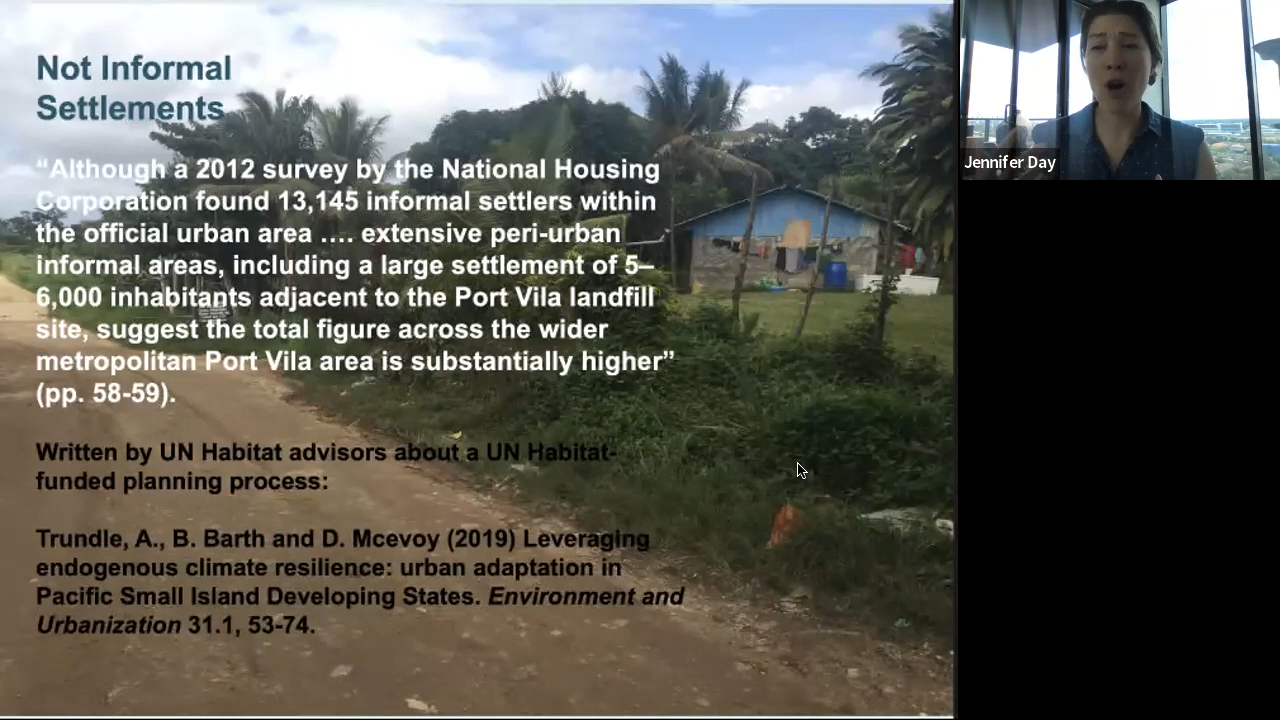 Not Informal
Settlements
“Although a 2012 survey by the National Housing
Corporation found 13,145 informal settlers within
the official urban area …. extensive peri-urban
informal areas, including a large settlement of 5–
6,000 inhabitants adjacent to the Port Vila landfill
site, suggest the total figure across the wider
metropolitan Port Vila area is substantially higher”
(pp. 58-59).
Written by UN Habitat advisors about a UN Habitat-
funded planning process:
Trundle, A., B. Barth and D. Mcevoy (2019) Leveraging
endogenous climate resilience: urban adaptation in
Pacific Small Island Developing States. Environment and
Urbanization 31.1, 53-74.
Jennifer Day